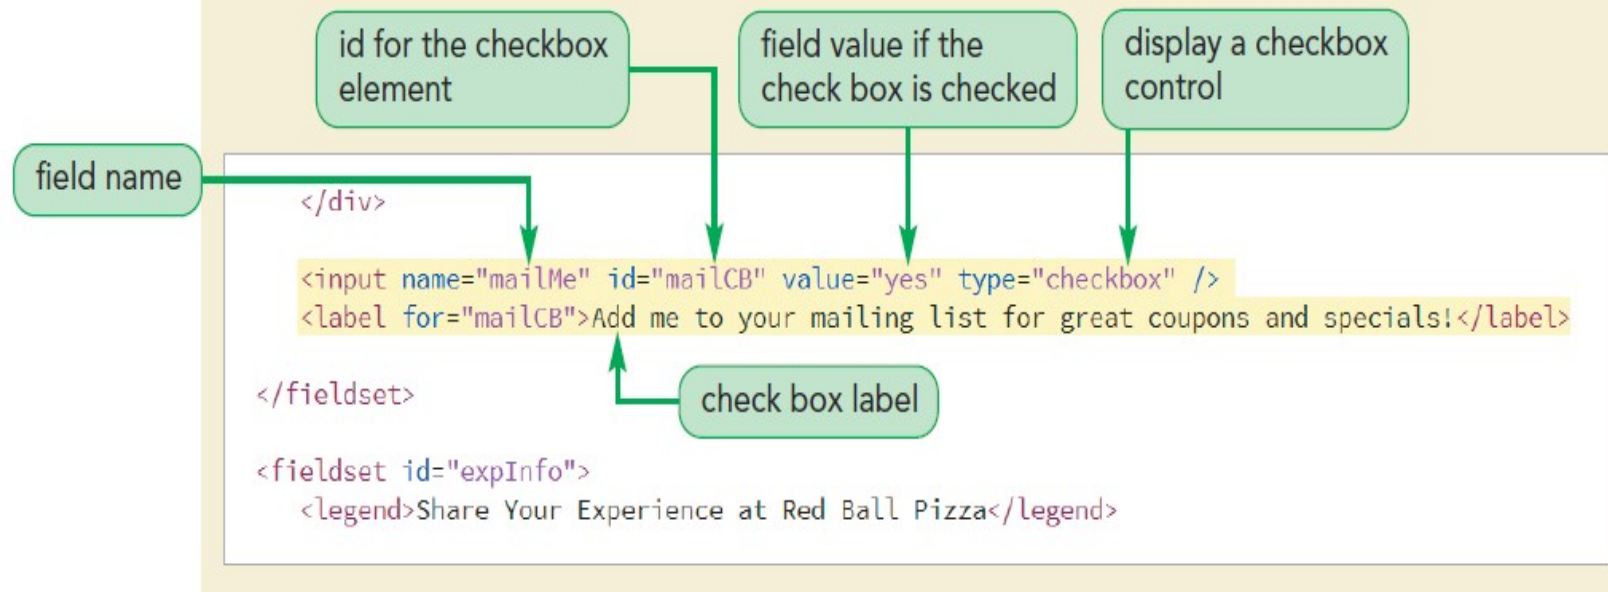 id for the checkbox
element
field value if the
check box is checked
display a checkbox
control
field name
</div>
<input name="mailMe" id="mailCB" value="yes" type="checkbox" />
<label for="mailCB">Add me to your mailing list for great coupons and specials!</label>
</fieldset>
check box label
<fieldset id="expInfo">
<legend>Share Your Experience at Red Ball Pizza</legend>